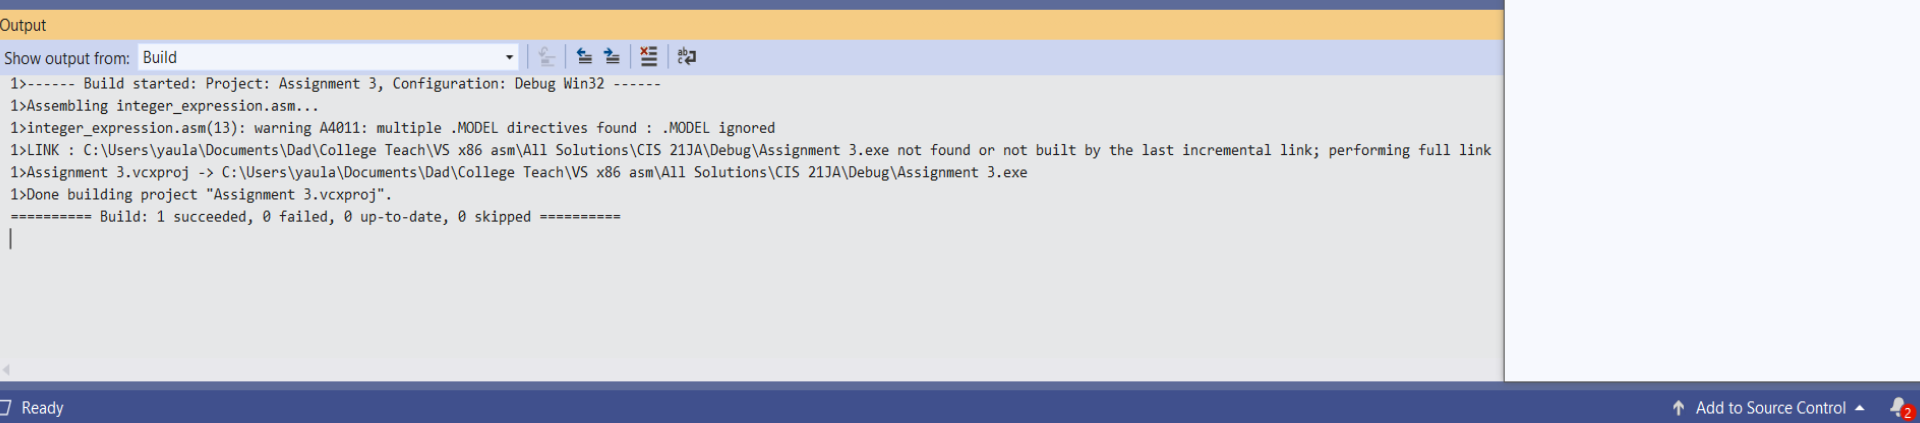 Output
Show output from: Build
1>------ Build started: Project: Assignment 3, Configuration: Debug Win32 ------
1>Assembling integer_expression.asm...
1>integer_expression.asm(13): warning A4011: multiple .MODEL directives found : .MODEL ignored
1>LINK : C:\Users\yaula\Documents\Dad\College Teach\VS x86 asm\All Solutions\CIS 21JA\Debug\Assignment 3.exe not found or not built by the last incremental link; performing full link
1>Assignment 3.vcxproj -> C:\Users\yaula\Documents\Dad\College Teach\VS x86 asm\All Solutions\CIS 21JA\Debug\Assignment 3.exe
1>Done building project "Assignment 3.vcxproj".
========== Build: 1 succeeded, 0 failed, 0 up-to-date, 0 skipped ==========
Ready Add to Source Control 2